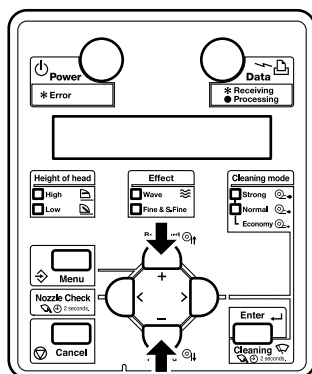 Power
Data
* Error
* Receiving
● Processing
Height of head
High
Low
Effect
Wave
Fine & S.Fine
Cleaning mode
Strong
Normal
Economy
Menu
+
< >
−
Nozzle Check
2 seconds.
Enter
Cancel
Cleaning
2 seconds.